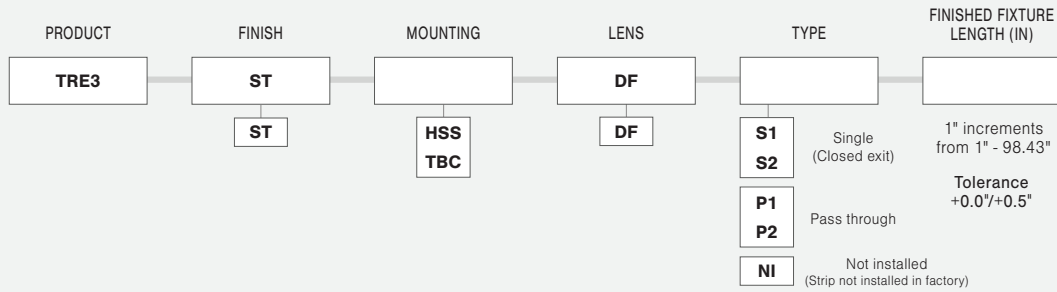 PRODUCT
FINISH
MOUNTING
LENS
TYPE
FINISHED FIXTURE
LENGTH (IN)
TRE3
ST
DF
ST
HSS
TBC
DF
S1
S2
Single
(Closed exit)
P1
P2
Pass through
NI
Not installed
(Strip not installed in factory)
1" increments
from 1" - 98.43"
Tolerance
+0.0"/+0.5"